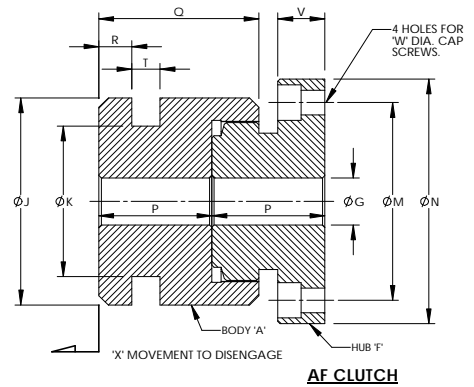 Q
V
R
T
4 HOLES FOR
'W' DIA. CAP
SCREWS.
ØJ
ØK
P
P
ØG
ØM
ØN
BODY 'A'
'X' MOVEMENT TO DISENGAGE
HUB 'F'
AF CLUTCH